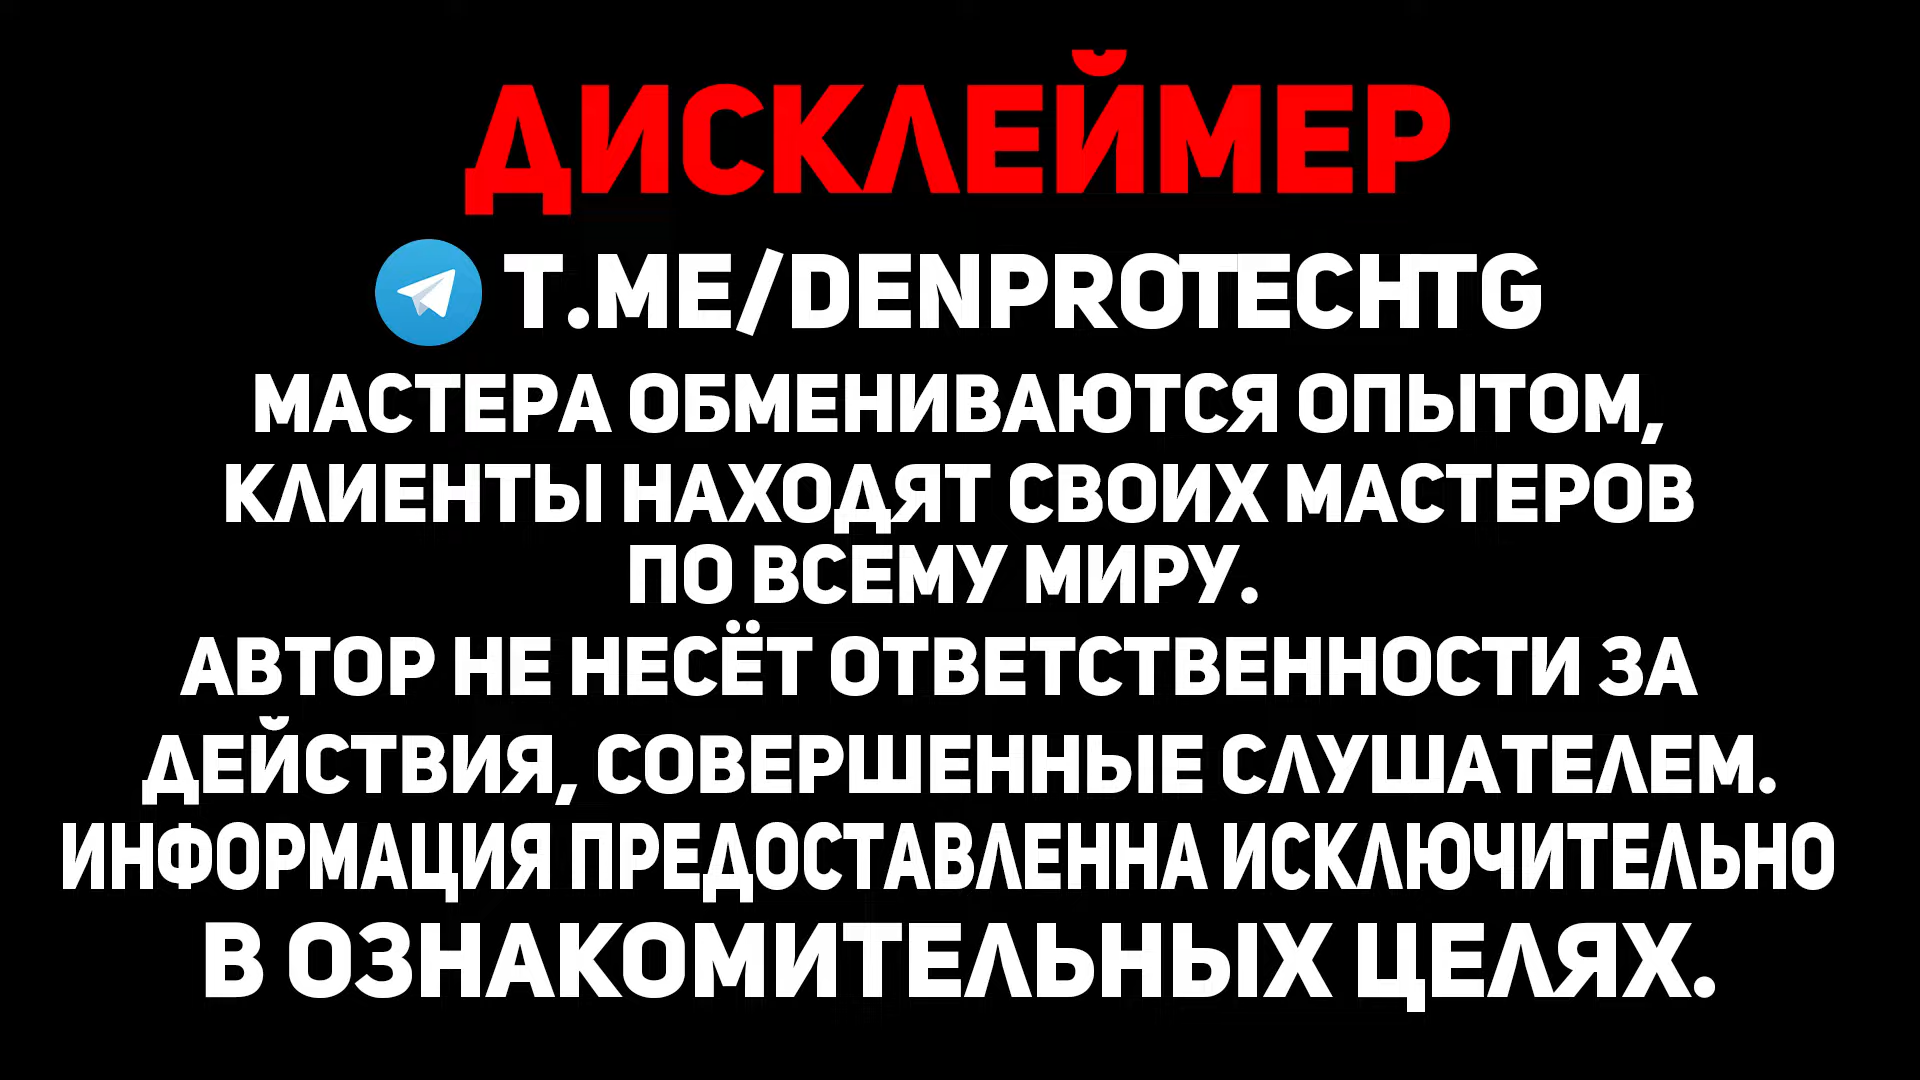 ДИСКЛЕЙМЕР
T.ME/DENPROTECHTG
МАСТЕРА ОБМЕНИВАЮТСЯ ОПЫТОМ,
КЛИЕНТЫ НАХОДЯТ СВОИХ МАСТЕРОВ
ПО ВСЕМУ МИРУ.
АВТОР НЕ НЕСЁТ ОТВЕТСТВЕННОСТИ ЗА
ДЕЙСТВИЯ, СОВЕРШЕННЫЕ СЛУШАТЕЛЕМ.
ИНФОРМАЦИЯ ПРЕДОСТАВЛЕННА ИСКЛЮЧИТЕЛЬНО
В ОЗНАКОМИТЕЛЬНЫХ ЦЕЛЯХ.